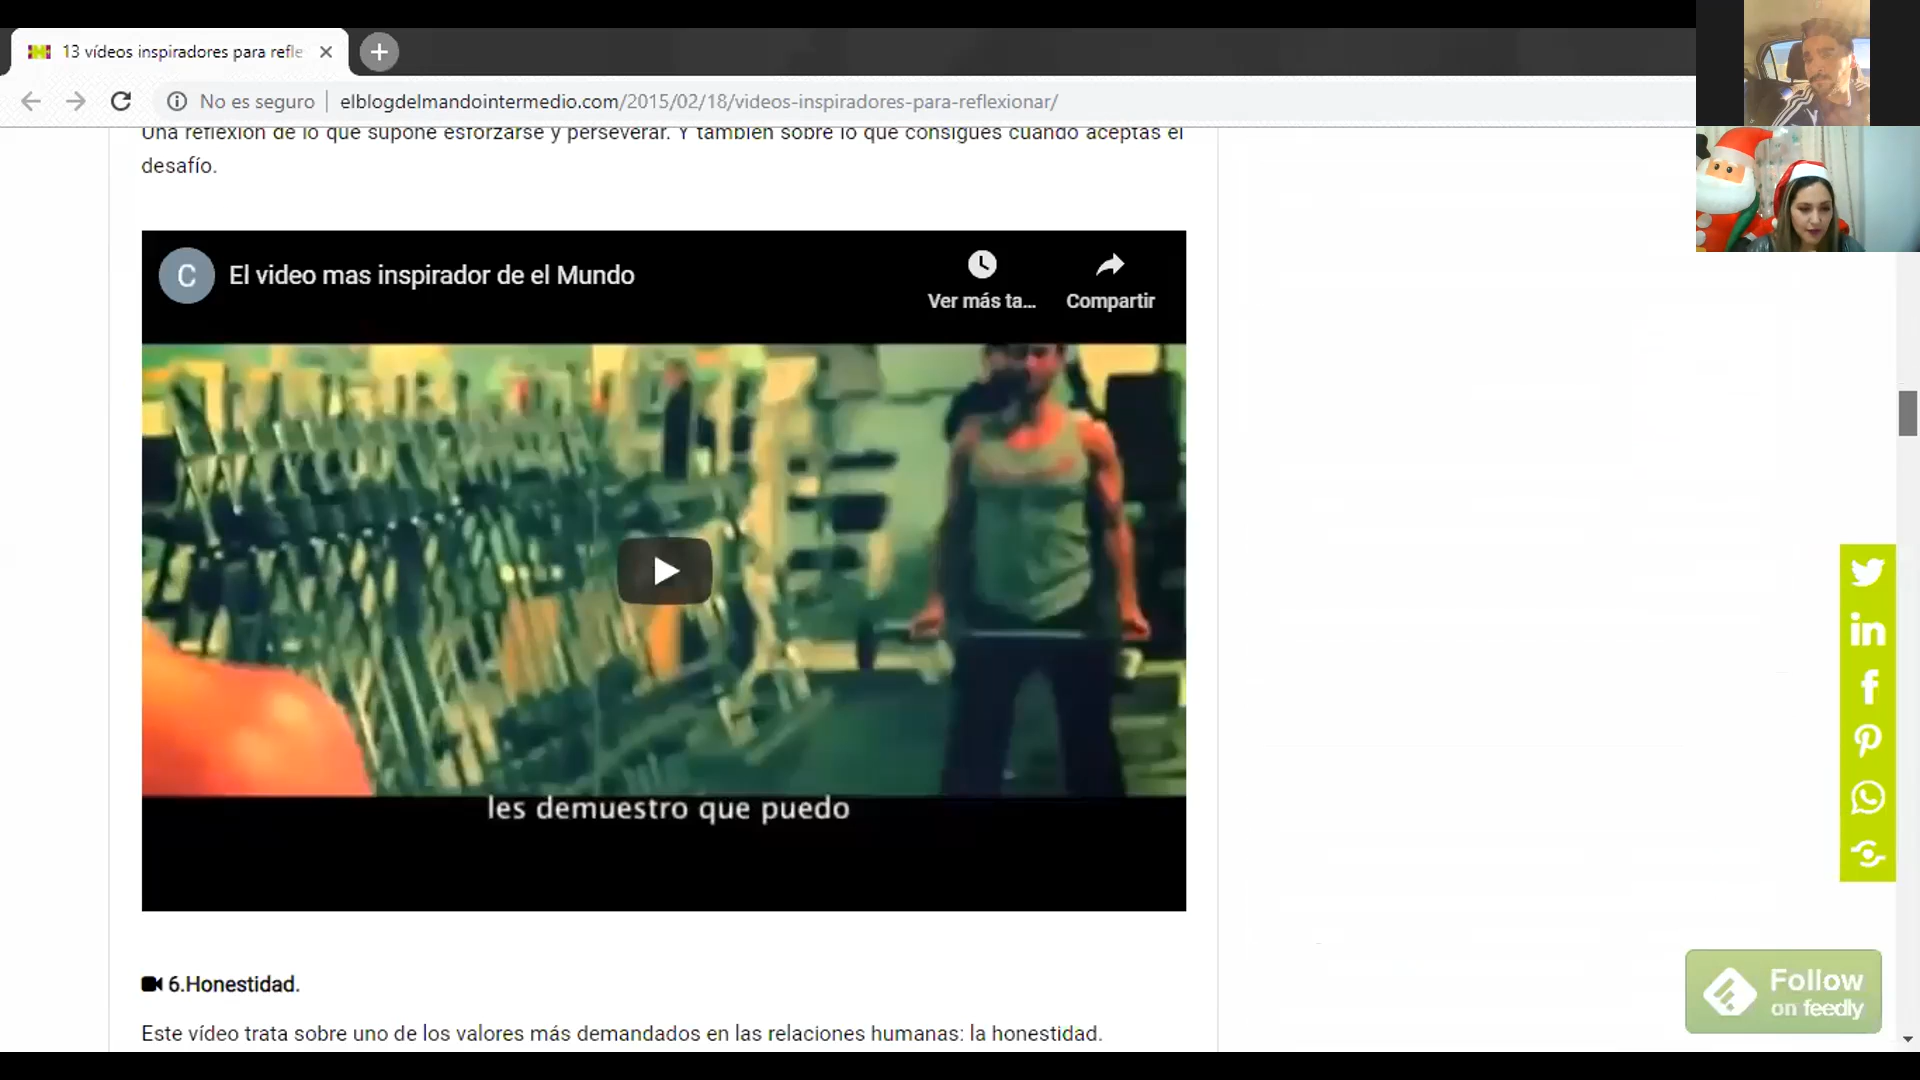 13 vídeos inspiradores para refle
No es seguro
elblogdelmandointermedio.com/2015/02/18/videos-inspiradores-para-reflexionar/
Una reflexión de lo que supone esforzarse y perseverar. Y también sobre lo que consigues cuando aceptas el
desafío.
C
El video mas inspirador de el Mundo
Ver más ta...
Compartir
les demuestro que puedo
6.Honestidad.
Este vídeo trata sobre uno de los valores más demandados en las relaciones humanas: la honestidad.
Follow
on feedly